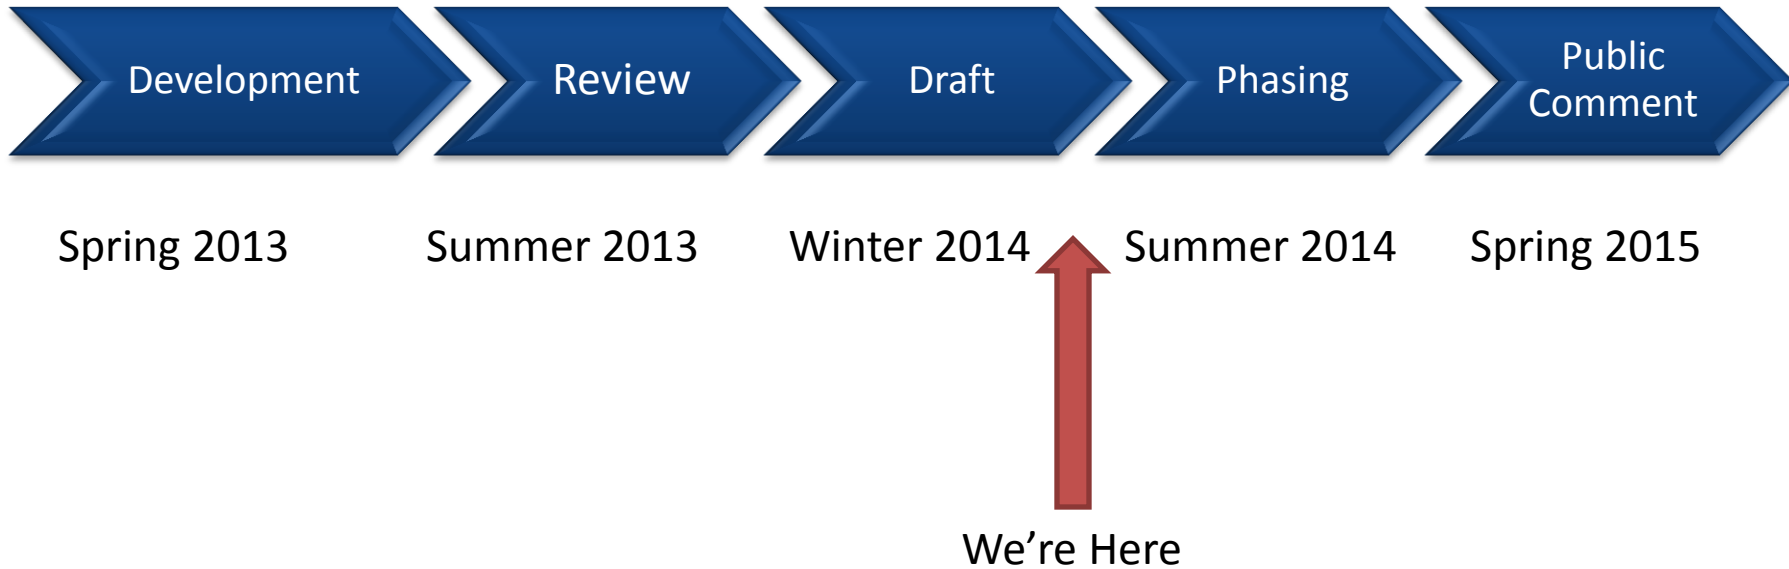 Development
Review
Draft
Phasing
Public
Comment
Spring 2013
Summer 2013
Winter 2014
Summer 2014
Spring 2015
We’re Here